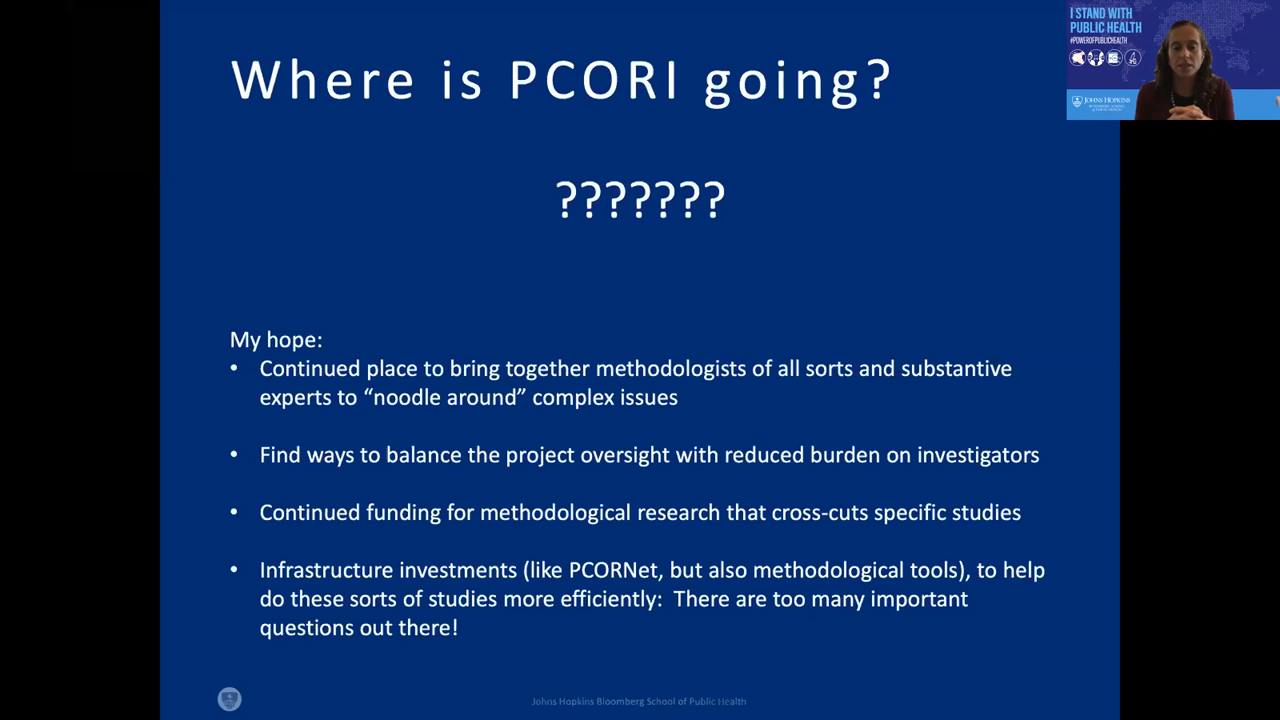 Where is PCORI going?
???????
My hope:
• Continued place to bring together methodologists of all sorts and substantive
experts to “noodle around” complex issues
• Find ways to balance the project oversight with reduced burden on investigators
• Continued funding for methodological research that cross-cuts specific studies
• Infrastructure investments (like PCORNet, but also methodological tools), to help
do these sorts of studies more efficiently: There are too many important
questions out there!
Johns Hopkins Bloomberg School of Public Health
I STAND WITH
PUBLIC HEALTH
#POWEROFPUBLICHEALTH
JOHNS HOPKINS